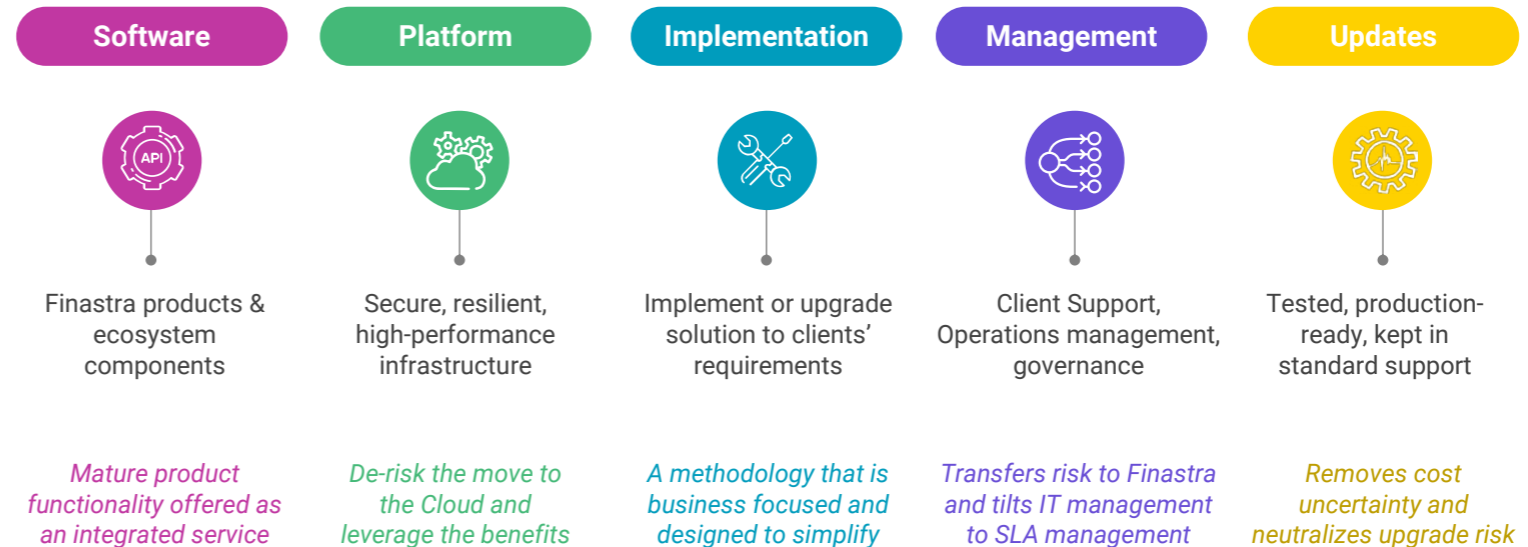 Software
Platform
Implementation
Management
Updates
API
Finastra products &
ecosystem
components
Secure, resilient,
high-performance
infrastructure
Implement or upgrade
solution to clients’
requirements
Client Support,
Operations management,
governance
Tested, production-
ready, kept in
standard support
Mature product
functionality offered as
an integrated service
De-risk the move to
the Cloud and
leverage the benefits
A methodology that is
business focused and
designed to simplify
Transfers risk to Finastra
and tilts IT management
to SLA management
Removes cost
uncertainty and
neutralizes upgrade risk